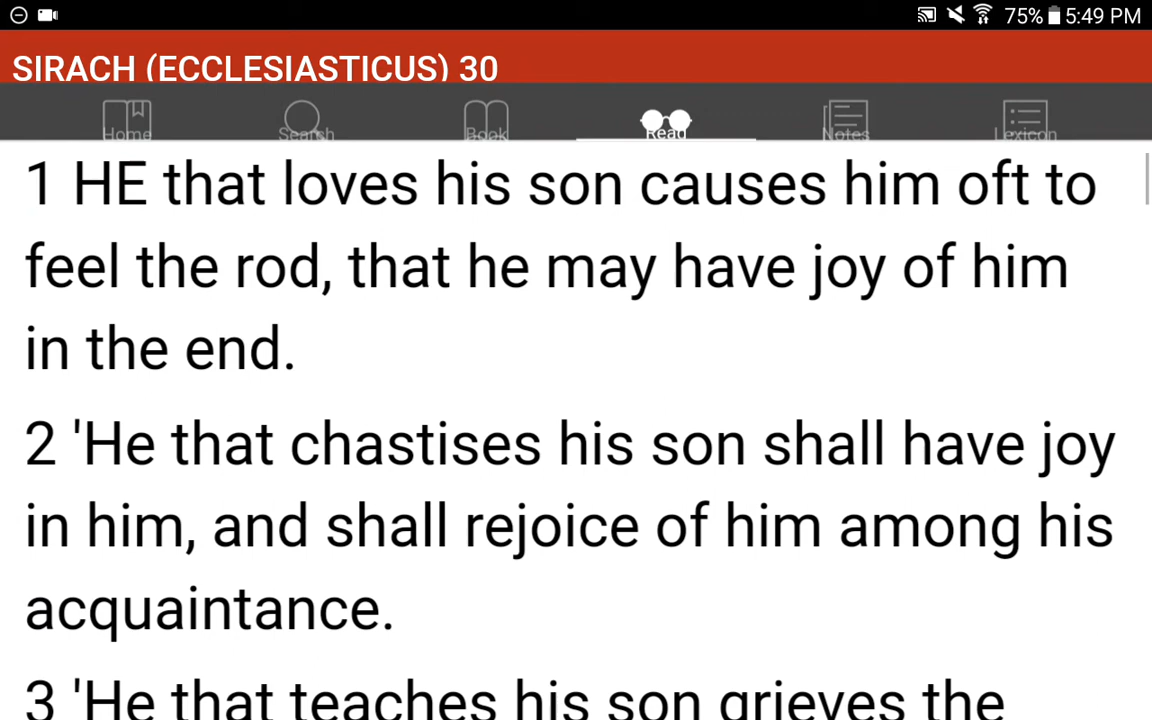 75% 5:49 PM
SIRACH (ECCLESIASTICUS) 30
Home Search Book Read Notes Lexicon
1 HE that loves his son causes him oft to
feel the rod, that he may have joy of him
in the end.
2 'He that chastises his son shall have joy
in him, and shall rejoice of him among his
acquaintance.
3 'He that teaches his son grieves the